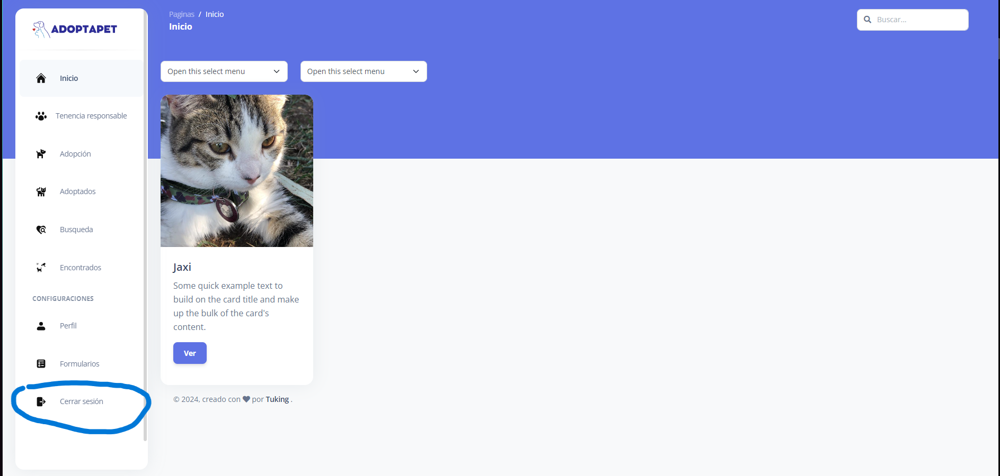 ADOPTAPET
Inicio
Tenencia responsable
Adopción
Adoptados
Busqueda
Encontrados
CONFIGURACIONES
Perfil
Formularios
Cerrar sesión
Paginas / Inicio
Inicio
Buscar...
Open this select menu
Open this select menu
Jaxi
Some quick example text to
build on the card title and make
up the bulk of the card's
content.
Ver
© 2024, creado con por Tuking .